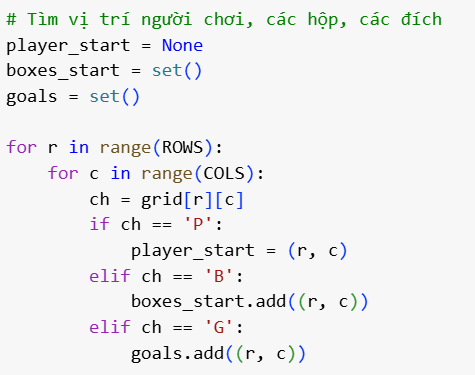 # Tìm vị trí người chơi, các hộp, các đích
player_start = None
boxes_start = set()
goals = set()

for r in range(ROWS):
    for c in range(COLS):
        ch = grid[r][c]
        if ch == 'P':
            player_start = (r, c)
        elif ch == 'B':
            boxes_start.add((r, c))
        elif ch == 'G':
            goals.add((r, c))